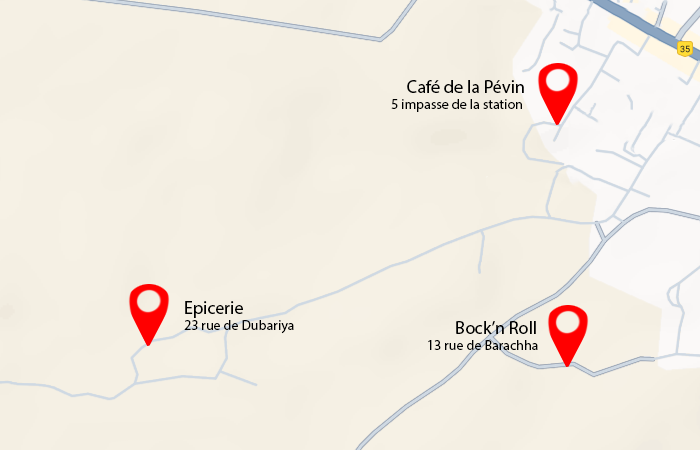 35
Café de la Pévin
5 impasse de la station
Epicerie
23 rue de Dubariya
Bock'n Roll
13 rue de Barachha